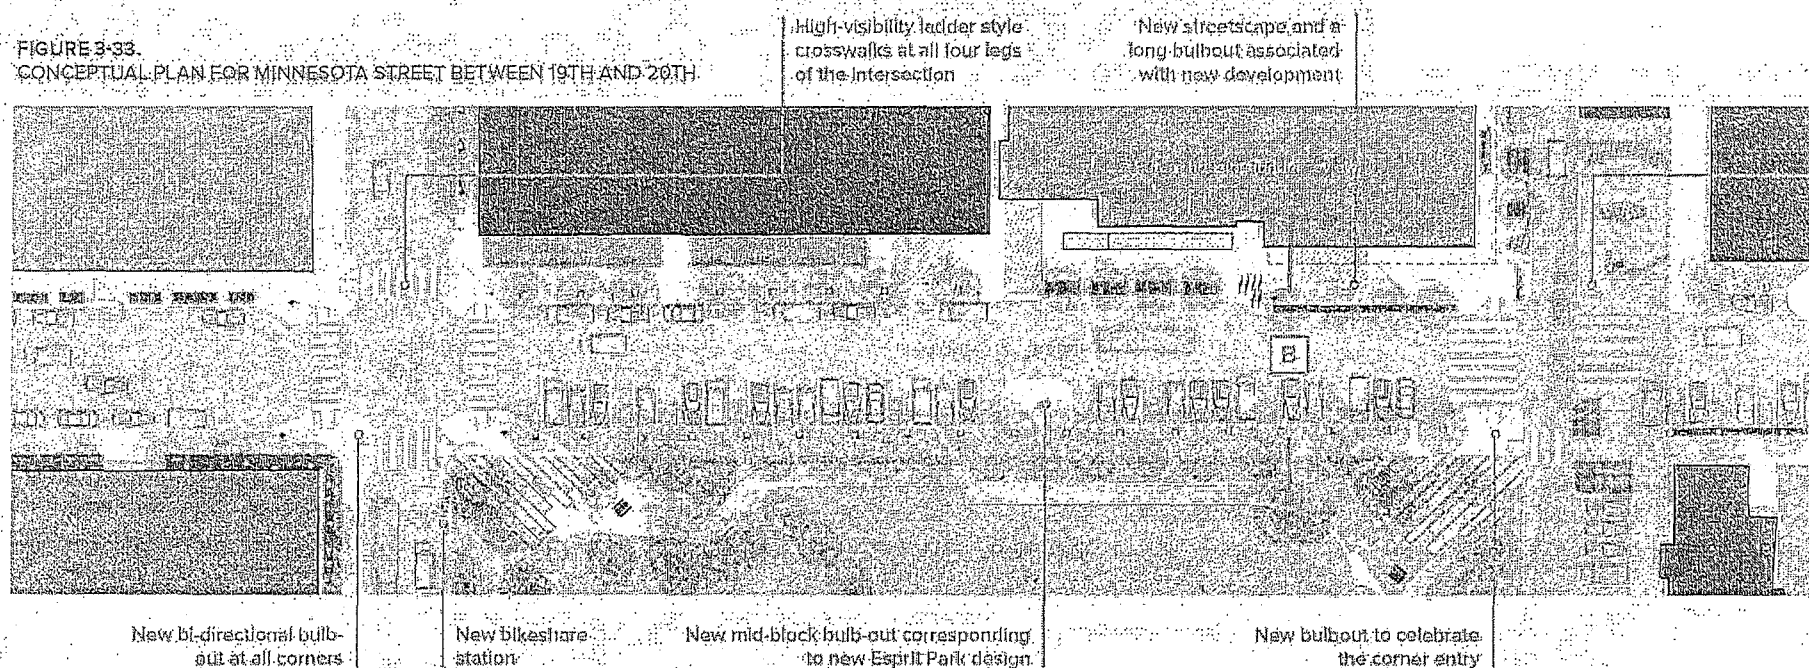 FIGURE 3-33.
CONCEPTUAL PLAN FOR MINNESOTA STREET BETWEEN 19TH AND 20TH
High-visibility ladder style
crosswalks at all four legs
of the intersection
New streetscape and a
long bulbout associated
with new development
B
New bi-directional bulb-
out at all corners
New bikeshare
station
New mid-block bulb-out corresponding
to new Esprit Park design
New bulbout to celebrate
the corner entry